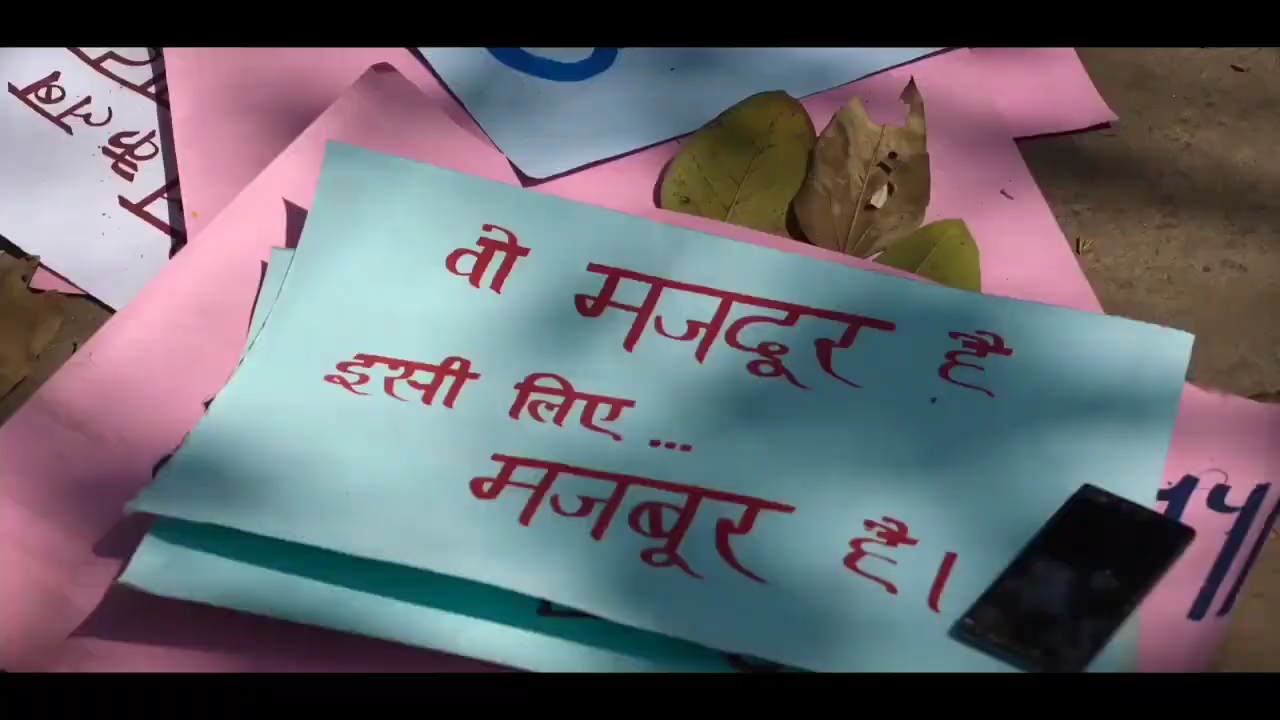 वो मजदूर है
इसी लिए...
मजबूर है।